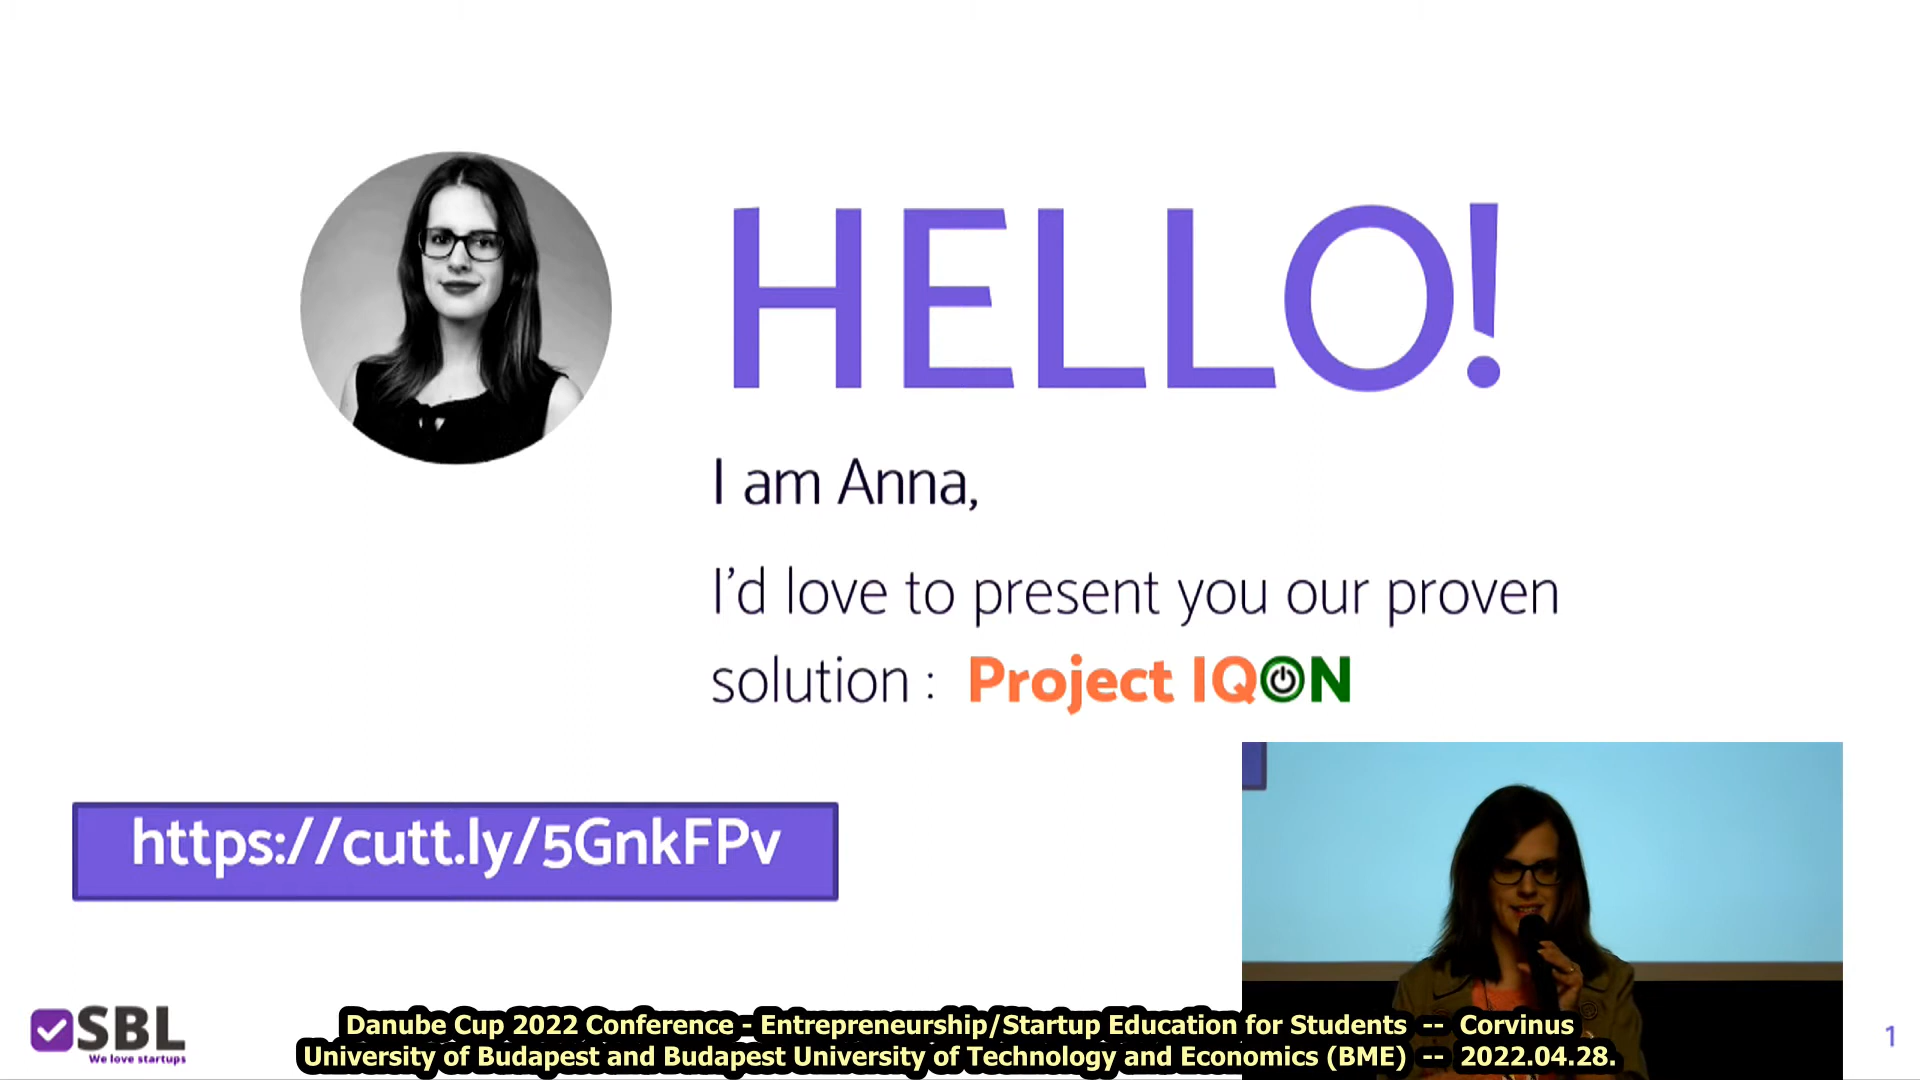 HELLO!
I am Anna,
I'd love to present you our proven
solution : Project IQON
https://cutt.ly/5GnkFPv
SBL
We love startups
Danube Cup 2022 Conference - Entrepreneurship/Startup Education for Students -- Corvinus
University of Budapest and Budapest University of Technology and Economics (BME) -- 2022.04.28.
1